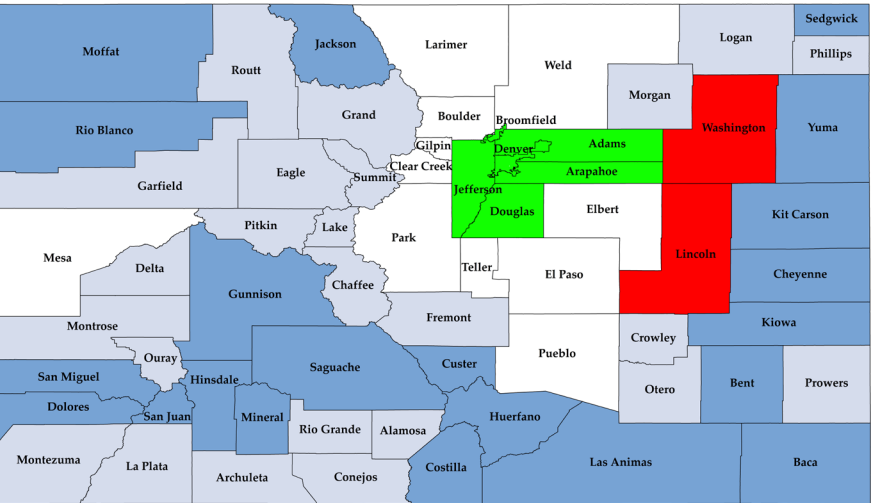 Sedgwick
Logan
Jackson
Larimer
Moffat
Phillips
Weld
Routt
Morgan
Grand
Boulder
Broomfield
Rio Blanco
Washington
Yuma
Gilpin
Denver
Adams
Clear Creek
Eagle
Summit
Arapahoe
Garfield
Jefferson
Douglas
Elbert
Kit Carson
Pitkin
Lake
Park
Mesa
Lincoln
Delta
Teller
El Paso
Cheyenne
Gunnison
Chaffee
Fremont
Kiowa
Montrose
Crowley
Ouray
Pueblo
Custer
Saguache
San Miguel
Hinsdale
Otero
Bent
Prowers
Dolores
San Juan
Mineral
Huerfano
Rio Grande
Alamosa
Montezuma
La Plata
Costilla
Las Animas
Baca
Archuleta
Conejos